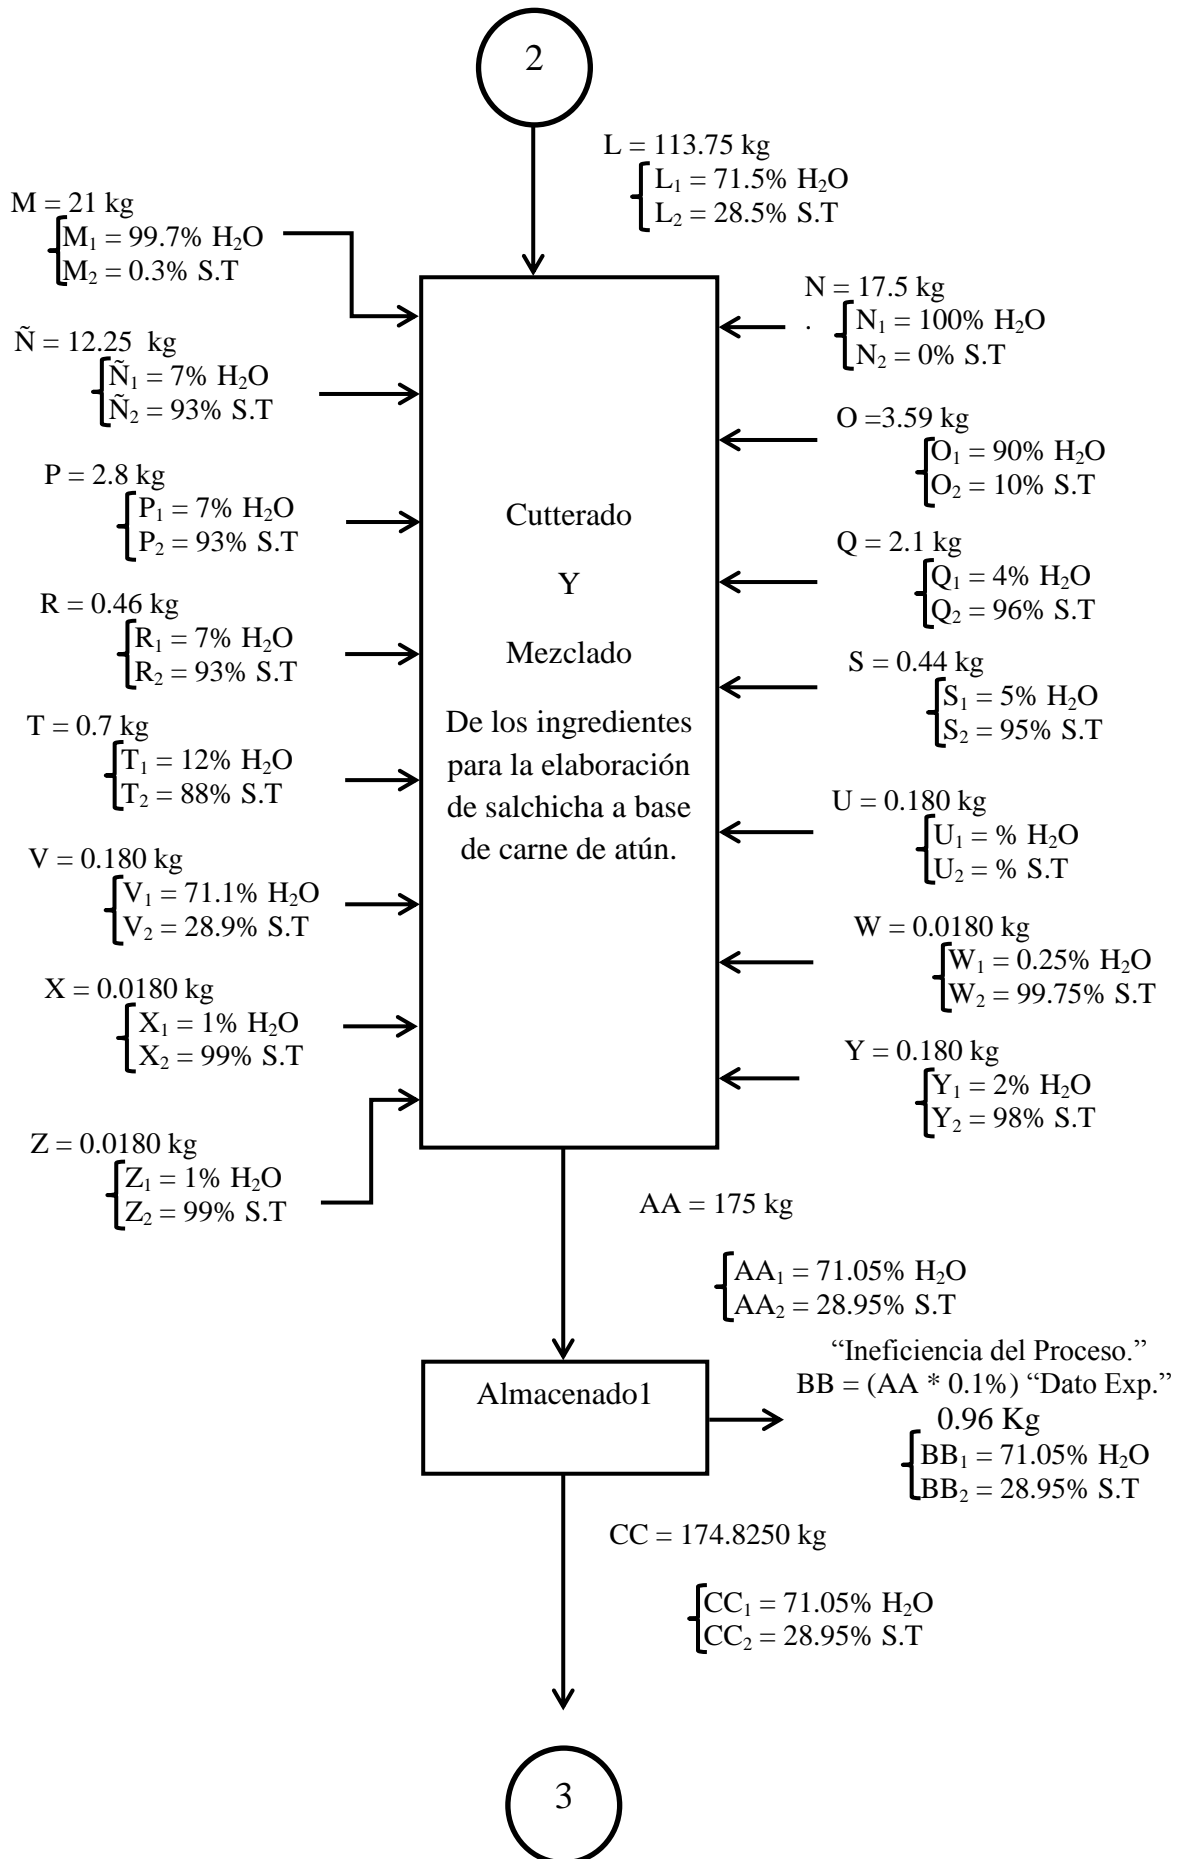 2
L = 113.75 kg
L₁ = 71.5% H₂O
L₂ = 28.5% S.T
M = 21 kg
M₁ = 99.7% H₂O
M₂ = 0.3% S.T
N = 17.5 kg
. N₁ = 100% H₂O
N₂ = 0% S.T
Ñ = 12.25 kg
Ñ₁ = 7% H₂O
Ñ₂ = 93% S.T
O =3.59 kg
O₁ = 90% H₂O
O₂ = 10% S.T
P = 2.8 kg
P₁ = 7% H₂O
P₂ = 93% S.T
Q = 2.1 kg
Q₁ = 4% H₂O
Q₂ = 96% S.T
R = 0.46 kg
R₁ = 7% H₂O
R₂ = 93% S.T
S = 0.44 kg
S₁ = 5% H₂O
S₂ = 95% S.T
T = 0.7 kg
T₁ = 12% H₂O
T₂ = 88% S.T
U = 0.180 kg
U₁ = % H₂O
U₂ = % S.T
V = 0.180 kg
V₁ = 71.1% H₂O
V₂ = 28.9% S.T
W = 0.0180 kg
W₁ = 0.25% H₂O
W₂ = 99.75% S.T
X = 0.0180 kg
X₁ = 1% H₂O
X₂ = 99% S.T
Y = 0.180 kg
Y₁ = 2% H₂O
Y₂ = 98% S.T
Z = 0.0180 kg
Z₁ = 1% H₂O
Z₂ = 99% S.T
Cutterado
Y
Mezclado
De los ingredientes
para la elaboración
de salchicha a base
de carne de atún.
AA = 175 kg
AA₁ = 71.05% H₂O
AA₂ = 28.95% S.T
Almacenado1
“Ineficiencia del Proceso.”
BB = (AA * 0.1%) “Dato Exp.”
0.96 Kg
BB₁ = 71.05% H₂O
BB₂ = 28.95% S.T
CC = 174.8250 kg
CC₁ = 71.05% H₂O
CC₂ = 28.95% S.T
3